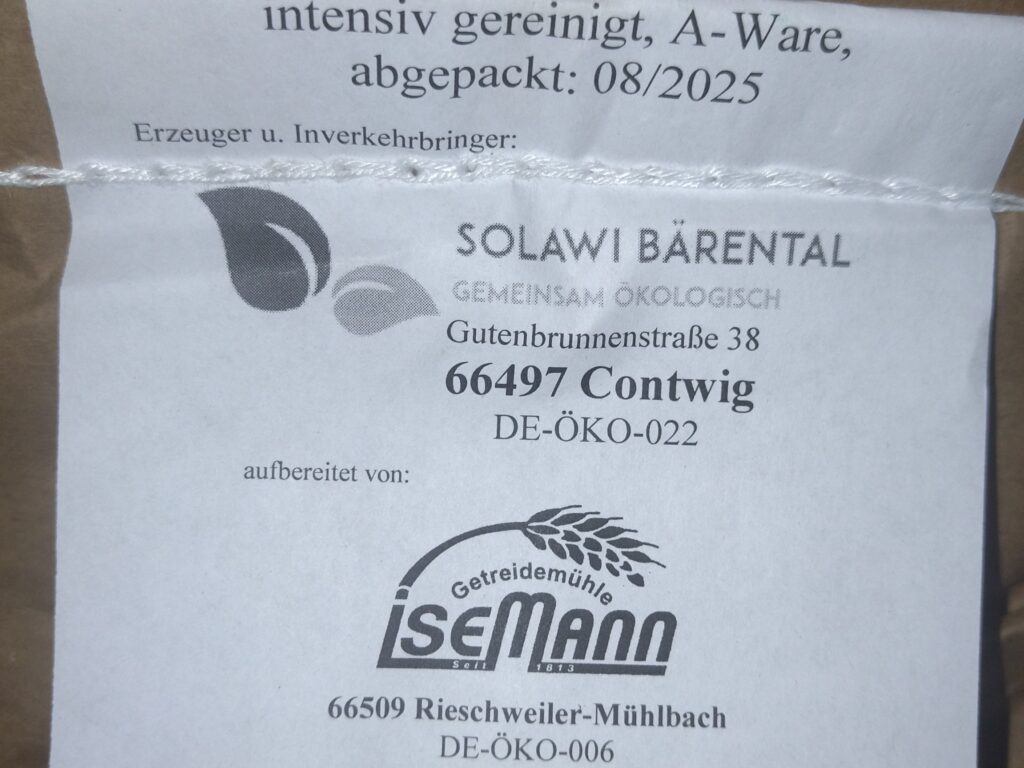 intensiv gereinigt, A-Ware,
abgepackt: 08/2025
Erzeuger u. Inverkehrbringer:
SOLAWI BÄRENTAL
GEMEINSAM ÖKOLOGISCH
Gutenbrunnenstraße 38
66497 Contwig
DE-ÖKO-022
aufbereitet von:
Getreidemühle
isemann
Seit 1813
66509 Rieschweiler-Mühlbach
DE-ÖKO-006